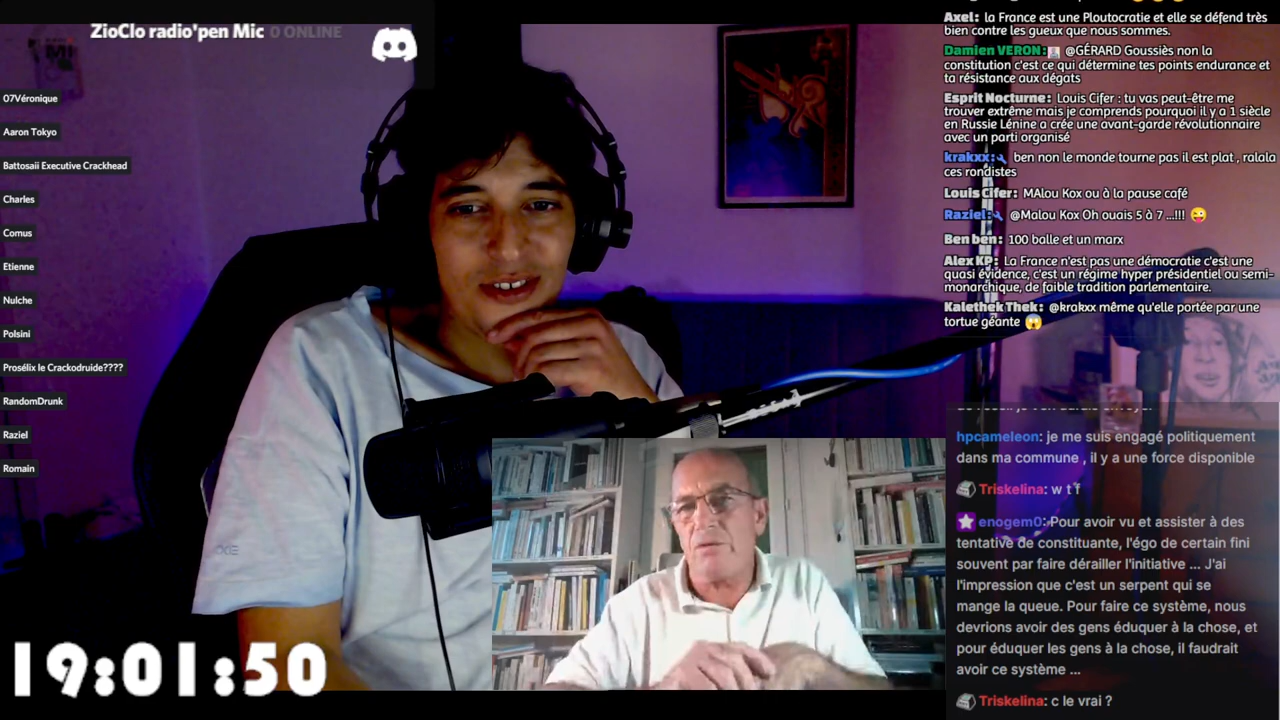 ZioClo radio'pen Mic 0 ONLINE
07Véronique
Aaron Tokyo
Battosaii Executive Crackhead
Charles
Comus
Etienne
Nulche
Polsini
Prosélix le Crackodruide????
RandomDrunk
Raziel
Romain
19:01:50
Axel: la France est une Ploutocratie et elle se défend très
bien contre les gueux que nous sommes.
Damien VERON: @GÉRARD Goussiès non la
constitution c'est ce qui détermine tes points endurance et
ta résistance aux dégats
Esprit Nocturne: Louis Cifer : tu vas peut-être me
trouver extrême mais je comprends pourquoi il y a 1 siècle
en Russie Lénine a crée une avant-garde révolutionnaire
avec un parti organisé
krakxx: ben non le monde tourne pas il est plat , ralala
ces rondistes
Louis Cifer: MAlou Kox ou à la pause café
Raziel: @Malou Kox Oh ouais 5 à 7 ...!!! 😜
Ben ben: 100 balle et un marx
Alex KP: La France n'est pas une démocratie c'est une
quasi évidence, c'est un régime hyper présidentiel ou semi-
monarchique, de faible tradition parlementaire.
Kalethek Thek: @krakxx même qu'elle portée par une
tortue géante 😱
hpcameleon: je me suis engagé politiquement
dans ma commune , il y a une force disponible
Triskelina: w t f
enogem0: Pour avoir vu et assister à des
tentative de constituante, l'égo de certain fini
souvent par faire dérailler l'initiative ... J'ai
l'impression que c'est un serpent qui se
mange la queue. Pour faire ce système, nous
devrions avoir des gens éduquer à la chose, et
pour éduquer les gens à la chose, il faudrait
avoir ce système ...
Triskelina: c le vrai ?